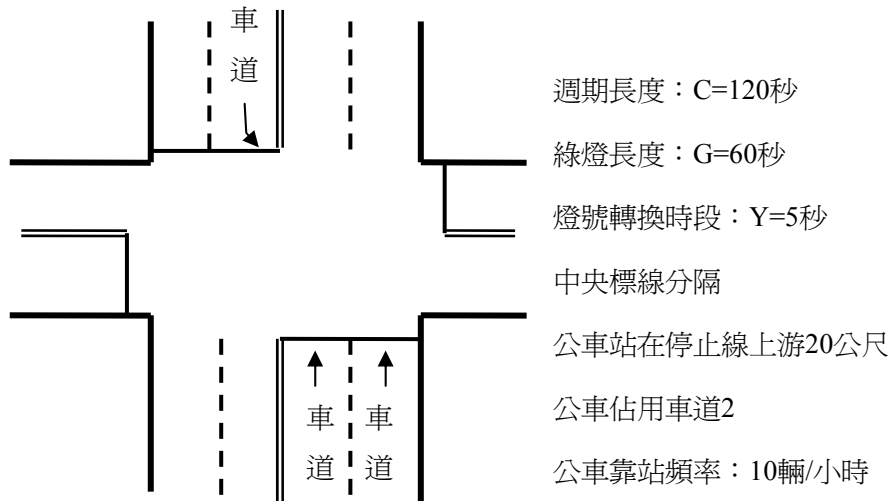 車
道
週期長度：C=120秒
綠燈長度：G=60秒
燈號轉換時段：Y=5秒
中央標線分隔
公車站在停止線上游20公尺
公車佔用車道2
公車靠站頻率：10輛/小時
車 車
道 道